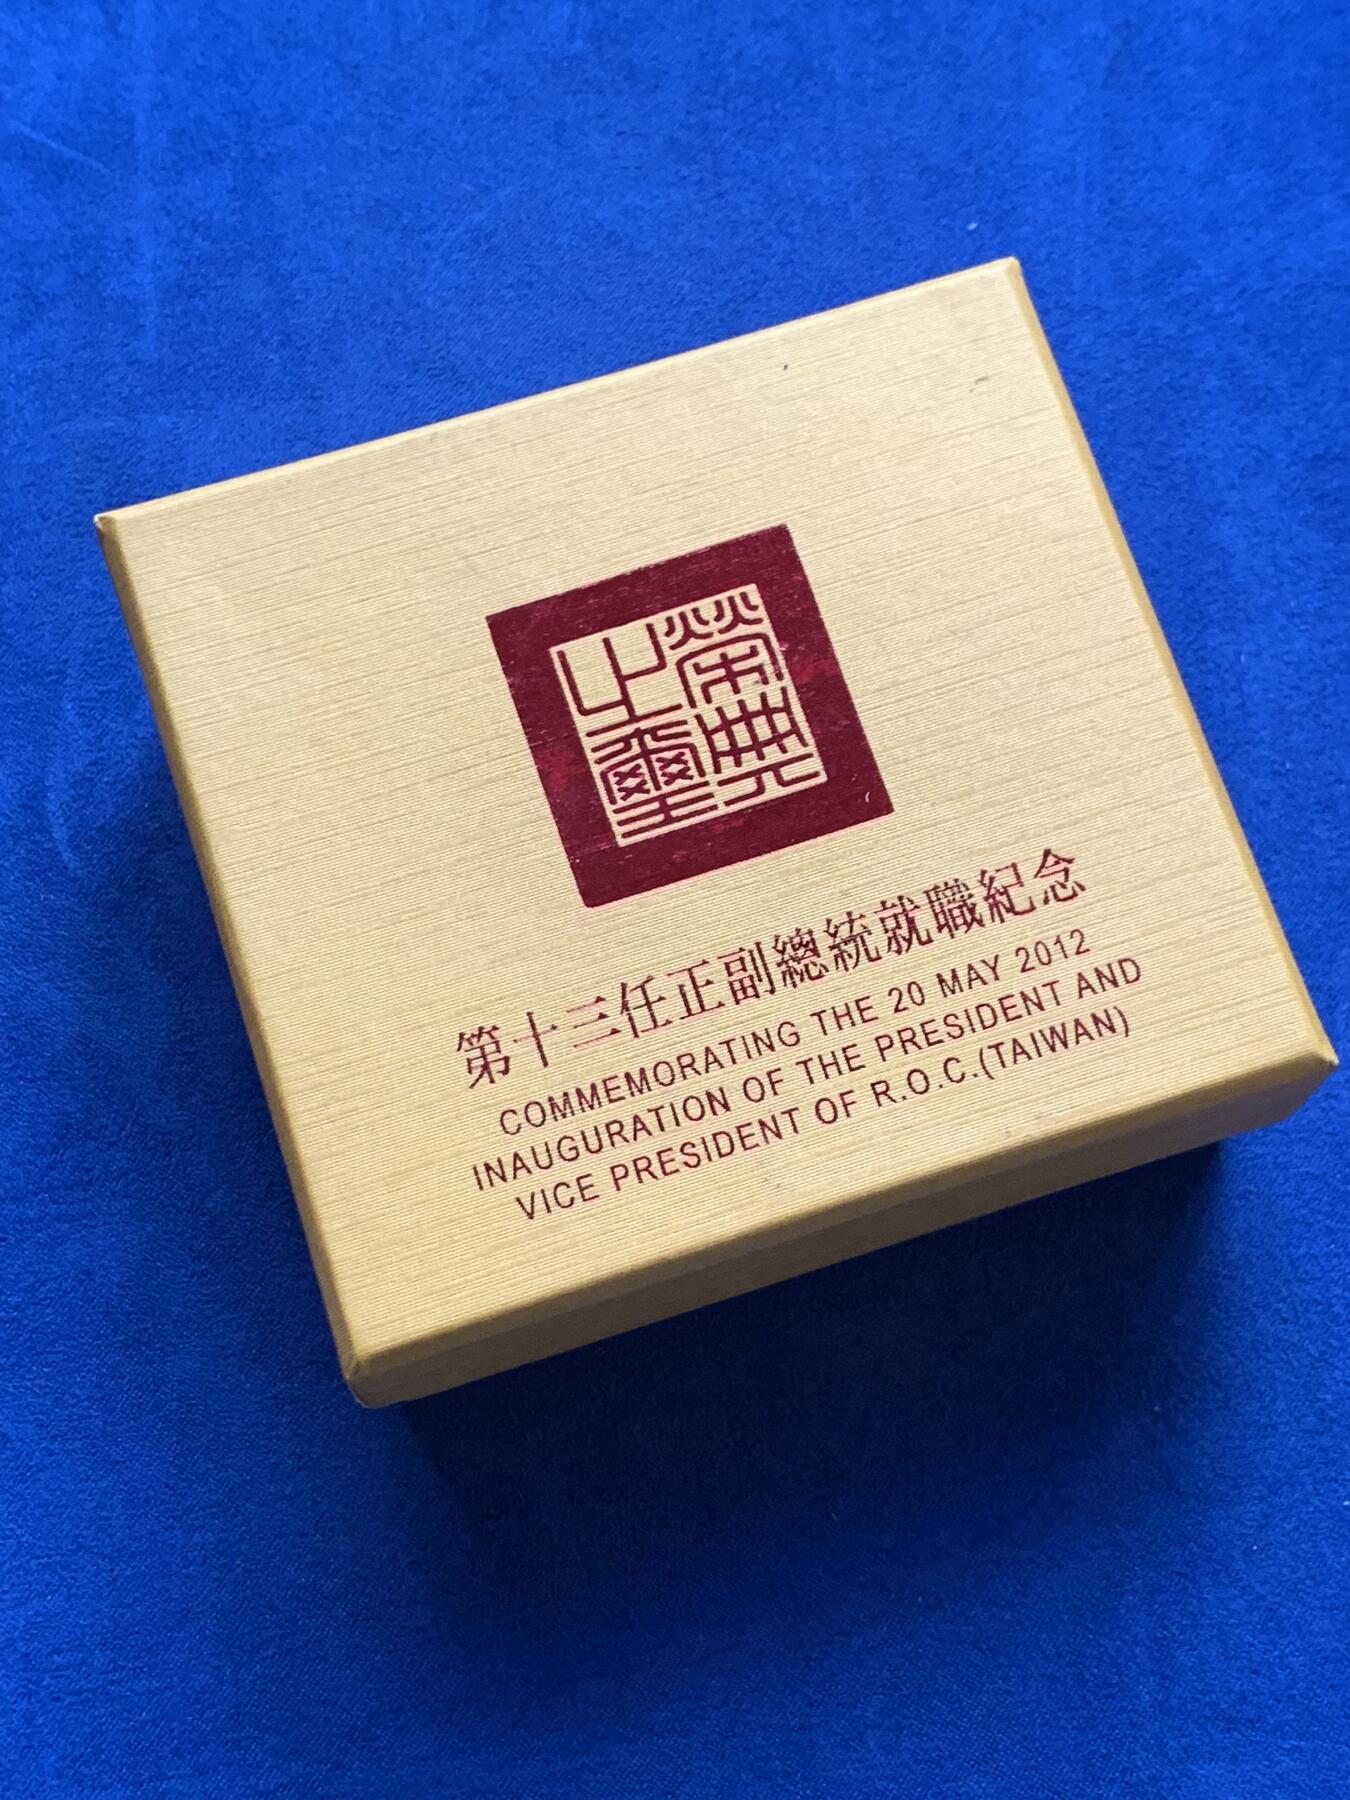 榮典之璽
第十三任正副總統就職紀念
COMMEMORATING THE 20 MAY 2012
INAUGURATION OF THE PRESIDENT AND
VICE PRESIDENT OF R.O.C.(TAIWAN)